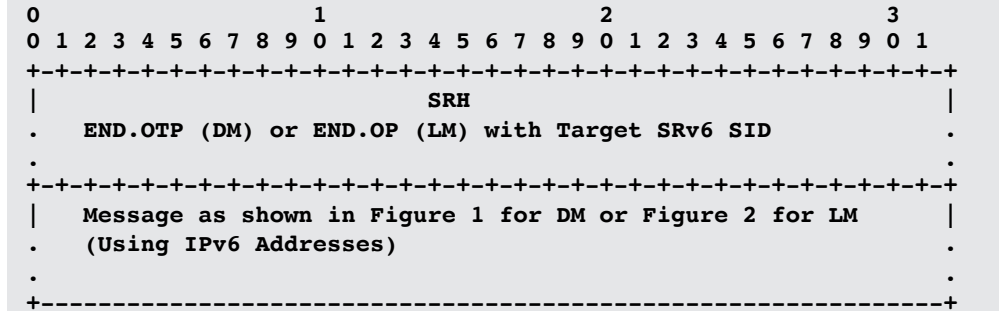 0                   1                   2                   3
0 1 2 3 4 5 6 7 8 9 0 1 2 3 4 5 6 7 8 9 0 1 2 3 4 5 6 7 8 9 0 1
+-+-+-+-+-+-+-+-+-+-+-+-+-+-+-+-+-+-+-+-+-+-+-+-+-+-+-+-+-+-+-+-+
|                           SRH                                 |
.   END.OTP (DM) or END.OP (LM) with Target SRv6 SID            .
.                                                               .
+-+-+-+-+-+-+-+-+-+-+-+-+-+-+-+-+-+-+-+-+-+-+-+-+-+-+-+-+-+-+-+-+
|   Message as shown in Figure 1 for DM or Figure 2 for LM      |
.   (Using IPv6 Addresses)                                      .
.                                                               .
+---------------------------------------------------------------+